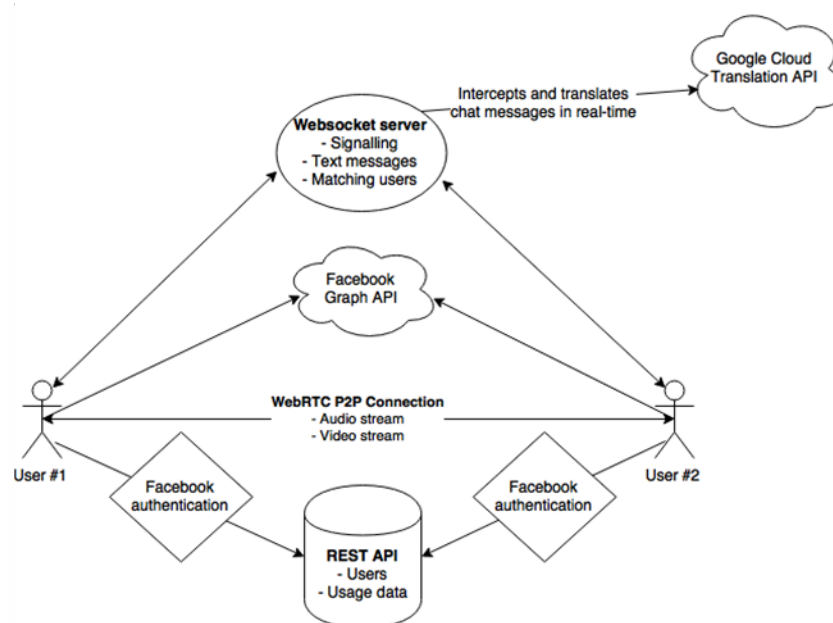 Google Cloud
Translation API
Intercepts and translates
chat messages in real-time
Websocket server
- Signalling
- Text messages
- Matching users
Facebook
Graph API
WebRTC P2P Connection
- Audio stream
- Video stream
User #1
User #2
Facebook
authentication
Facebook
authentication
REST API
- Users
- Usage data